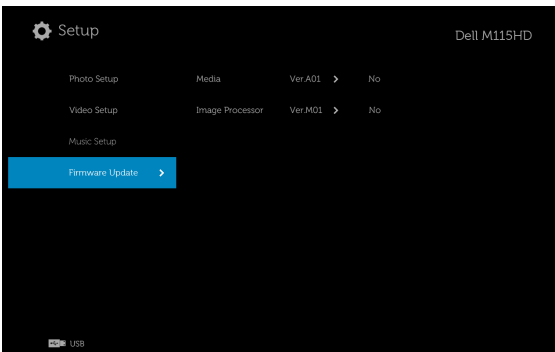 Setup
Dell M115HD
Photo Setup Media Ver.A01 > No
Video Setup Image Processor Ver.M01 > No
Music Setup
Firmware Update >
USB